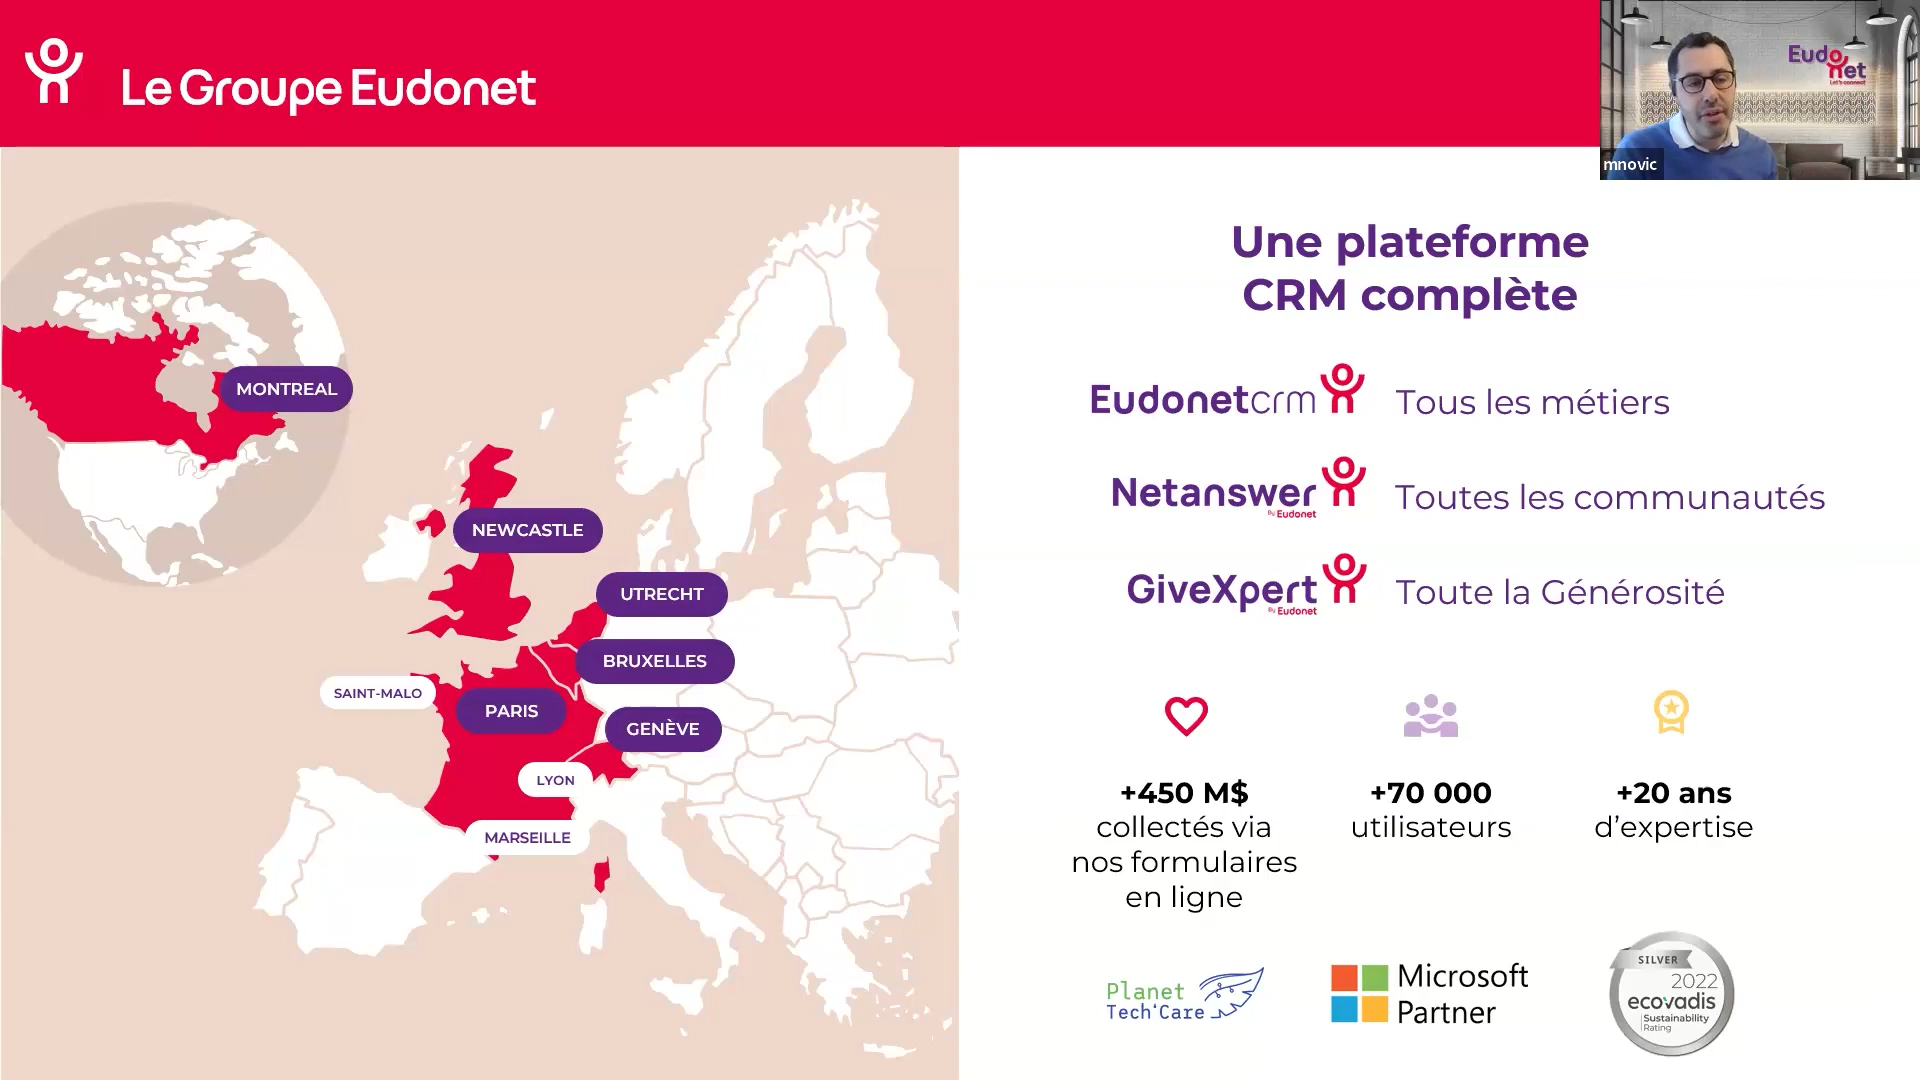 Le Groupe Eudonet
Eudonet
Let's connect
mnovic
MONTREAL
NEWCASTLE
UTRECHT
BRUXELLES
SAINT-MALO
PARIS
GENÈVE
LYON
MARSEILLE
Une plateforme
CRM complète
Eudonetcrm Tous les métiers
Netanswer Toutes les communautés
By Eudonet
GiveXpert Toute la Générosité
By Eudonet
+450 M$
collectés via
nos formulaires
en ligne
+70 000
utilisateurs
+20 ans
d’expertise
Planet
Tech'Care
Microsoft
Partner
SILVER
2022
ecovadis
Sustainability
Rating